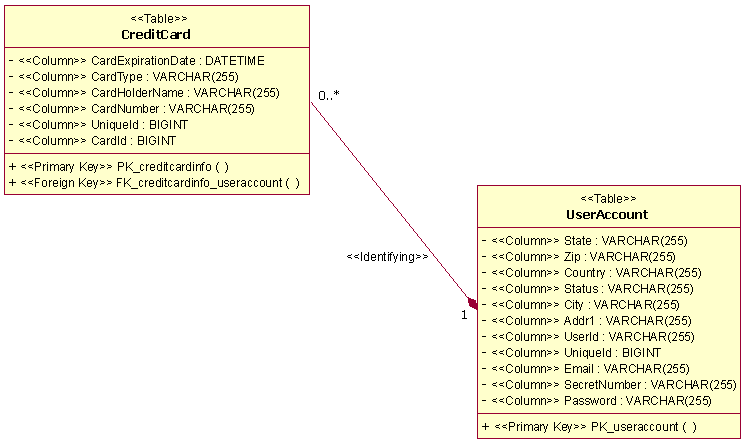 <<Table>>
CreditCard
- <<Column>> CardExpirationDate : DATETIME
- <<Column>> CardType : VARCHAR(255)
- <<Column>> CardHolderName : VARCHAR(255)
- <<Column>> CardNumber : VARCHAR(255)
- <<Column>> UniqueId : BIGINT
- <<Column>> CardId : BIGINT
+ <<Primary Key>> PK_creditcardinfo ( )
+ <<Foreign Key>> FK_creditcardinfo_useraccount ( )
0..*
<<Identifying>>
1
<<Table>>
UserAccount
- <<Column>> State : VARCHAR(255)
- <<Column>> Zip : VARCHAR(255)
- <<Column>> Country : VARCHAR(255)
- <<Column>> Status : VARCHAR(255)
- <<Column>> City : VARCHAR(255)
- <<Column>> Addr1 : VARCHAR(255)
- <<Column>> UserId : VARCHAR(255)
- <<Column>> UniqueId : BIGINT
- <<Column>> Email : VARCHAR(255)
- <<Column>> SecretNumber : VARCHAR(255)
- <<Column>> Password : VARCHAR(255)
+ <<Primary Key>> PK_useraccount ( )